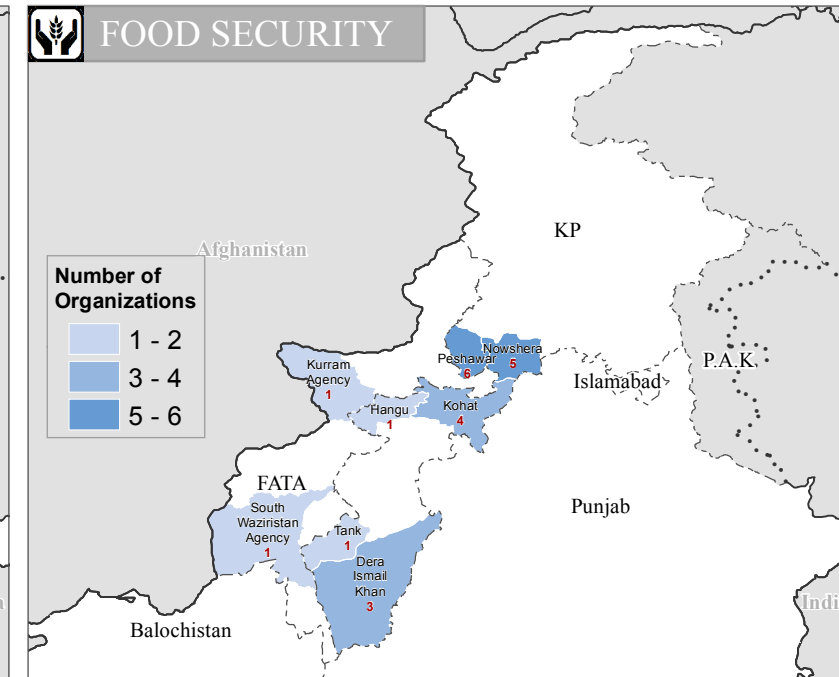 FOOD SECURITY
KP
Afghanistan
Number of
Organizations
1 - 2
3 - 4
5 - 6
Nowshera
5
Peshawar
6
P.A.K.
Kurram
Agency
1
Islamabad
Hangu
1
Kohat
4
FATA
South
Waziristan
Agency
1
Punjab
Tank
1
Dera
Ismail
Khan
3
Balochistan
Indi
a